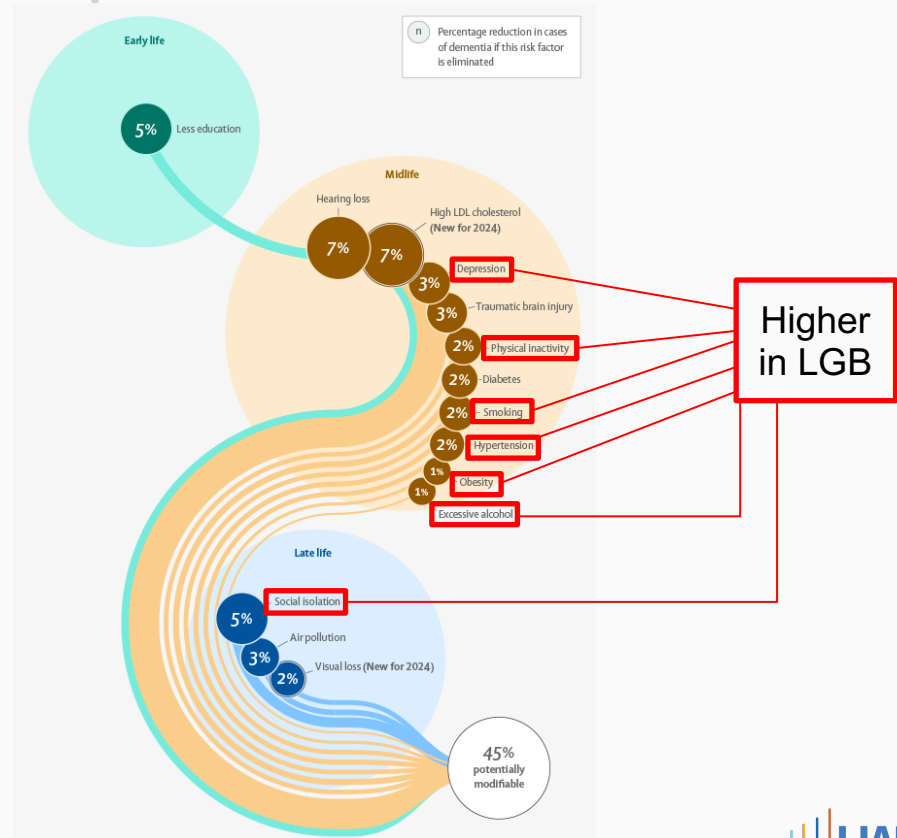 Early life
n
Percentage reduction in cases
of dementia if this risk factor
is eliminated
5%
Less education
Midlife
Hearing loss
7%
High LDL cholesterol
(New for 2024)
7%
Depression
3%
Traumatic brain injury
3%
Physical inactivity
2%
Diabetes
2%
Smoking
2%
Hypertension
2%
Obesity
1%
Excessive alcohol
1%
Higher
in LGB
Late life
Social isolation
5%
Air pollution
3%
Visual loss (New for 2024)
2%
45%
potentially
modifiable